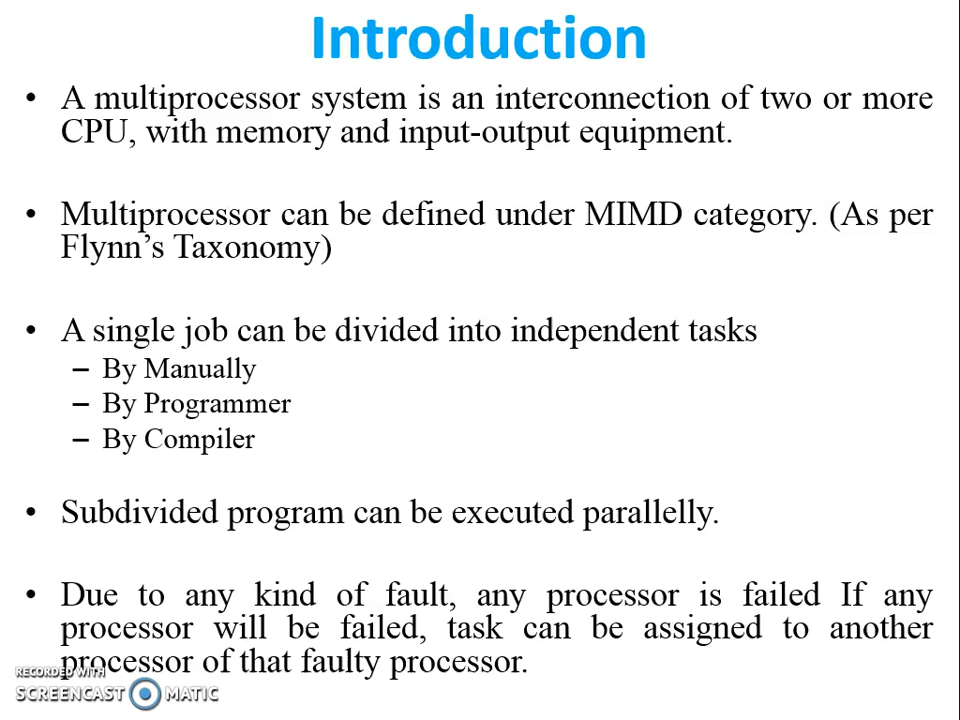 Introduction
• A multiprocessor system is an interconnection of two or more
CPU, with memory and input-output equipment.
• Multiprocessor can be defined under MIMD category. (As per
Flynn’s Taxonomy)
• A single job can be divided into independent tasks
– By Manually
– By Programmer
– By Compiler
• Subdivided program can be executed parallelly.
• Due to any kind of fault, any processor is failed If any
processor will be failed, task can be assigned to another
processor of that faulty processor.
RECORDED WITH
SCREENCAST MATIC